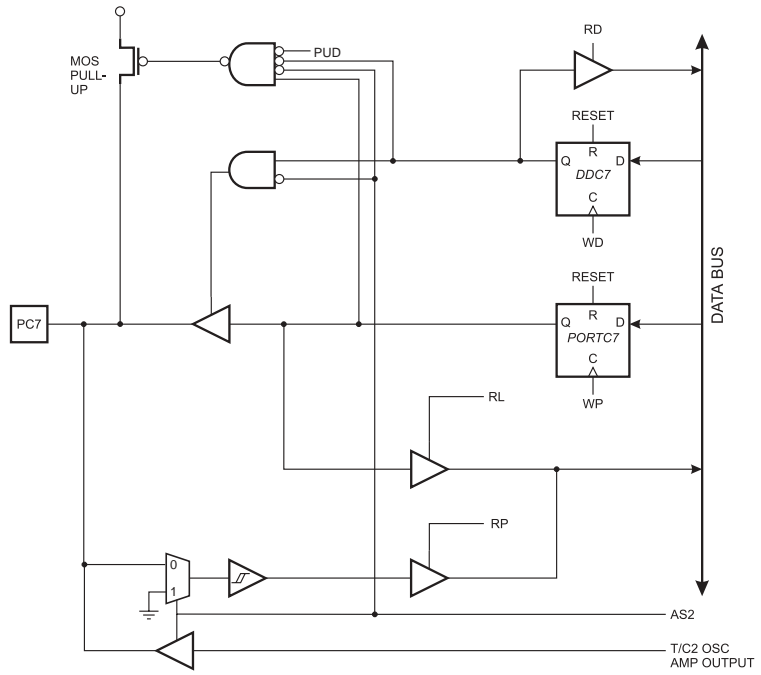 RD
MOS
PULL-
UP
PUD
RESET
R
Q
D
DDC7
C
WD
DATA BUS
RESET
R
PC7
Q
D
PORTC7
C
WP
RL
RP
0
1
AS2
T/C2 OSC
AMP OUTPUT